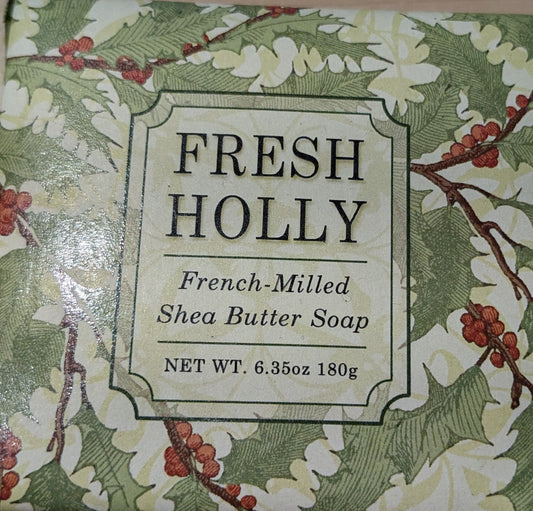 FRESH
HOLLY
French-Milled
Shea Butter Soap
NET WT. 6.35oz 180g